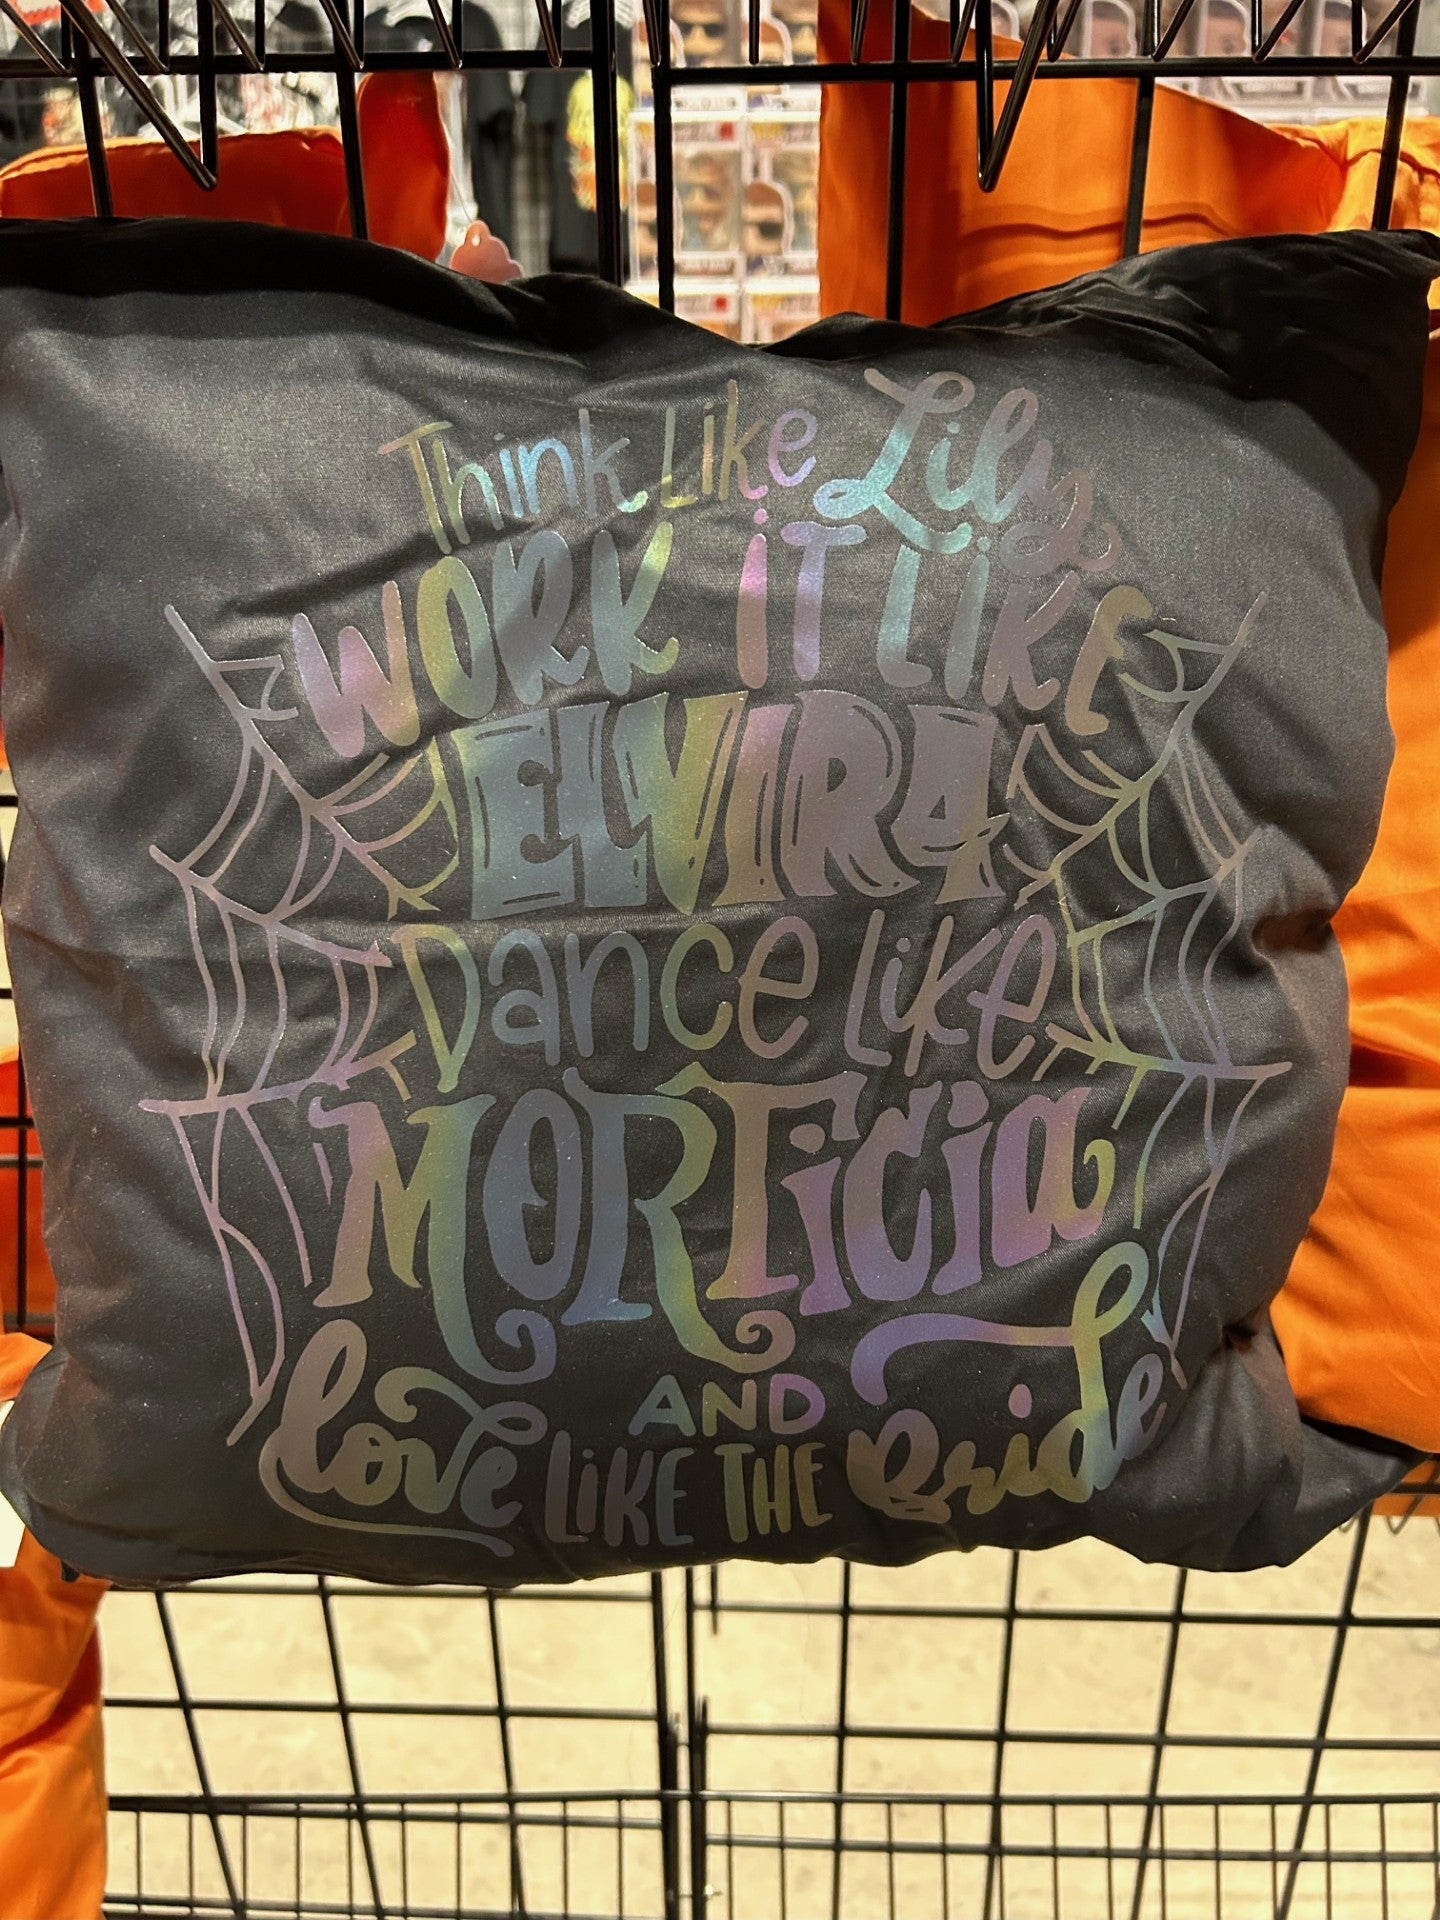 Think Like Lily
WORK iT LiKE
ELVIRA
Dance Like
MORTicia
AND
love LiKE THE Bride